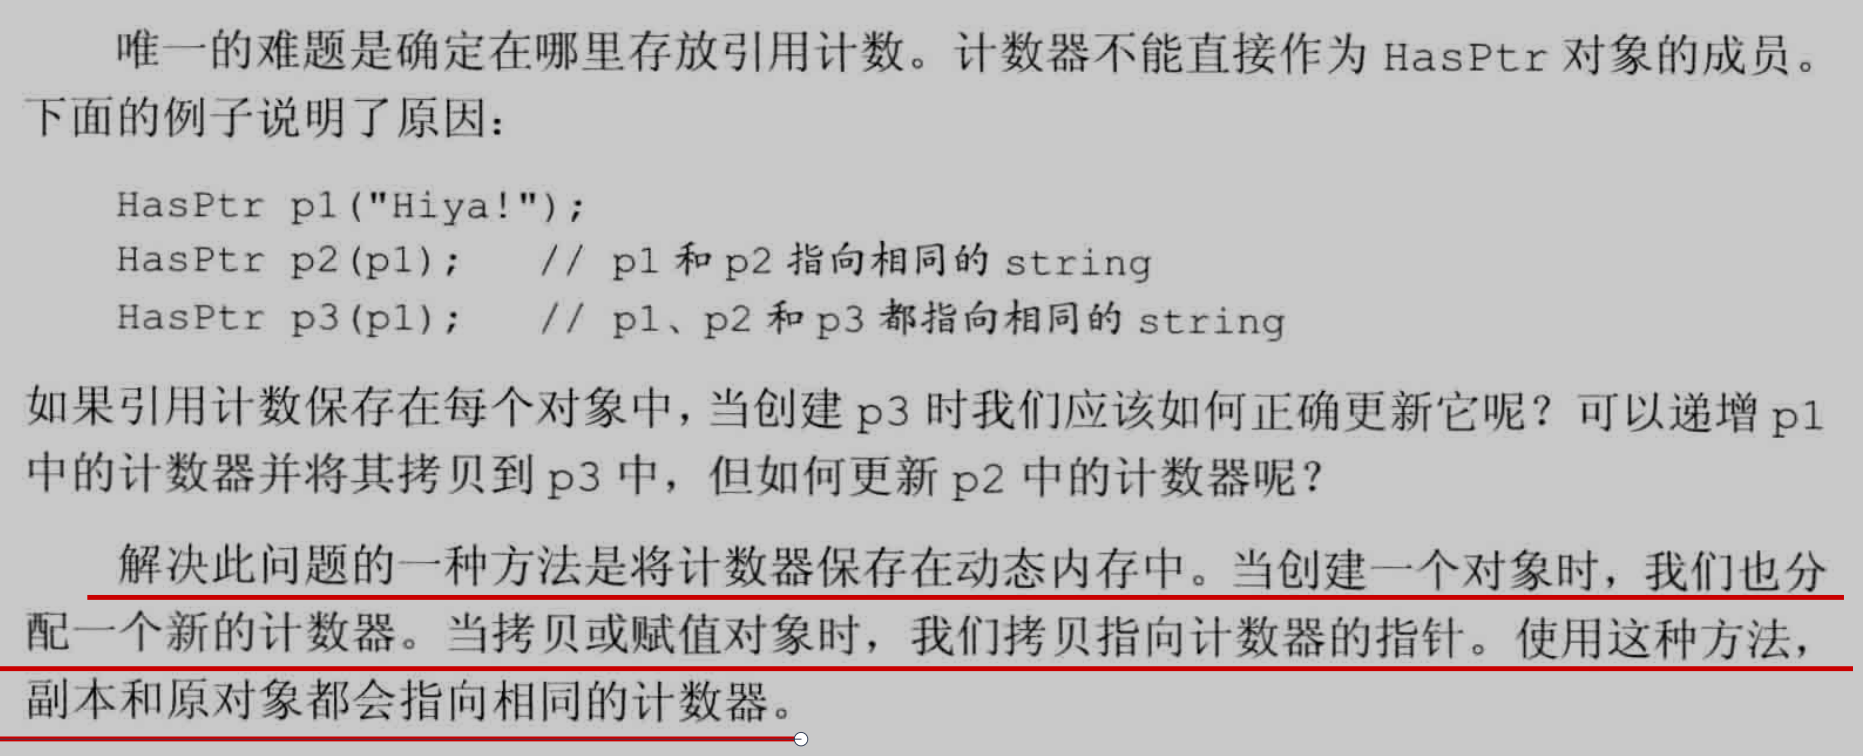 唯一的难题是确定在哪里存放引用计数。计数器不能直接作为 HasPtr 对象的成员。
下面的例子说明了原因:
HasPtr p1("Hiya!");
HasPtr p2(p1); // p1 和 p2 指向相同的 string
HasPtr p3(p1); // p1、p2 和 p3 都指向相同的 string
如果引用计数保存在每个对象中,当创建 p3 时我们应该如何正确更新它呢?可以递增 p1
中的计数器并将其拷贝到 p3 中,但如何更新 p2 中的计数器呢?
解决此问题的一种方法是将计数器保存在动态内存中。当创建一个对象时,我们也分
配一个新的计数器。当拷贝或赋值对象时,我们拷贝指向计数器的指针。使用这种方法,
副本和原对象都会指向相同的计数器。